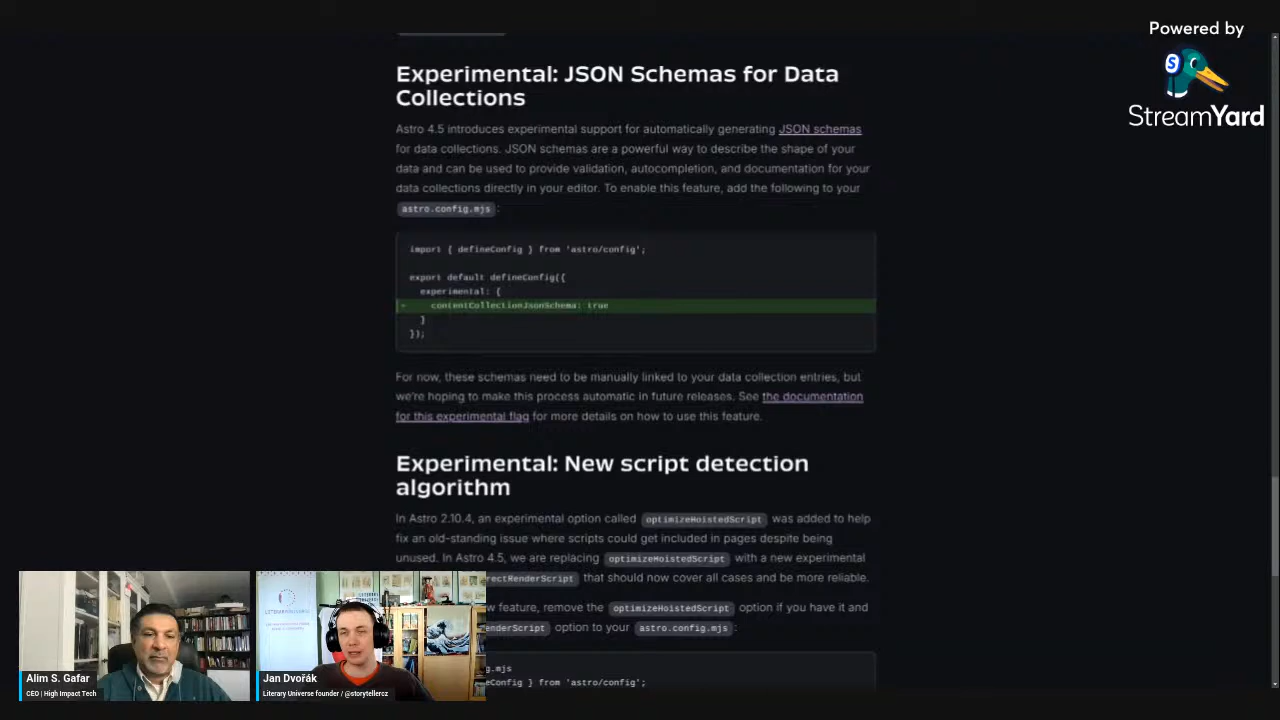 Powered by
StreamYard
Experimental: JSON Schemas for Data
Collections
Astro 4.5 introduces experimental support for automatically generating JSON schemas
for data collections. JSON schemas are a powerful way to describe the shape of your
data and can be used to provide validation, autocompletion, and documentation for your
data collections directly in your editor. To enable this feature, add the following to your
astro.config.mjs:
import { defineConfig } from 'astro/config';
export default defineConfig({
experimental: {
contentCollectionJsonSchema: true
}
});
For now, these schemas need to be manually linked to your data collection entries, but
we're hoping to make this process automatic in future releases. See the documentation
for this experimental flag for more details on how to use this feature.
Experimental: New script detection
algorithm
In Astro 2.10.4, an experimental option called optimizeHoistedScript was added to help
fix an old-standing issue where scripts could get included in pages despite being
unused. In Astro 4.5, we are replacing optimizeHoistedScript with a new experimental
rectRenderScript that should now cover all cases and be more reliable.
w feature, remove the optimizeHoistedScript option if you have it and
enderScript option to your astro.config.mjs:
g.mjs
eConfig } from 'astro/config';
Alim S. Gafar
CEO | High Impact Tech
Jan Dvořák
Literary Universe founder / @storytellercz